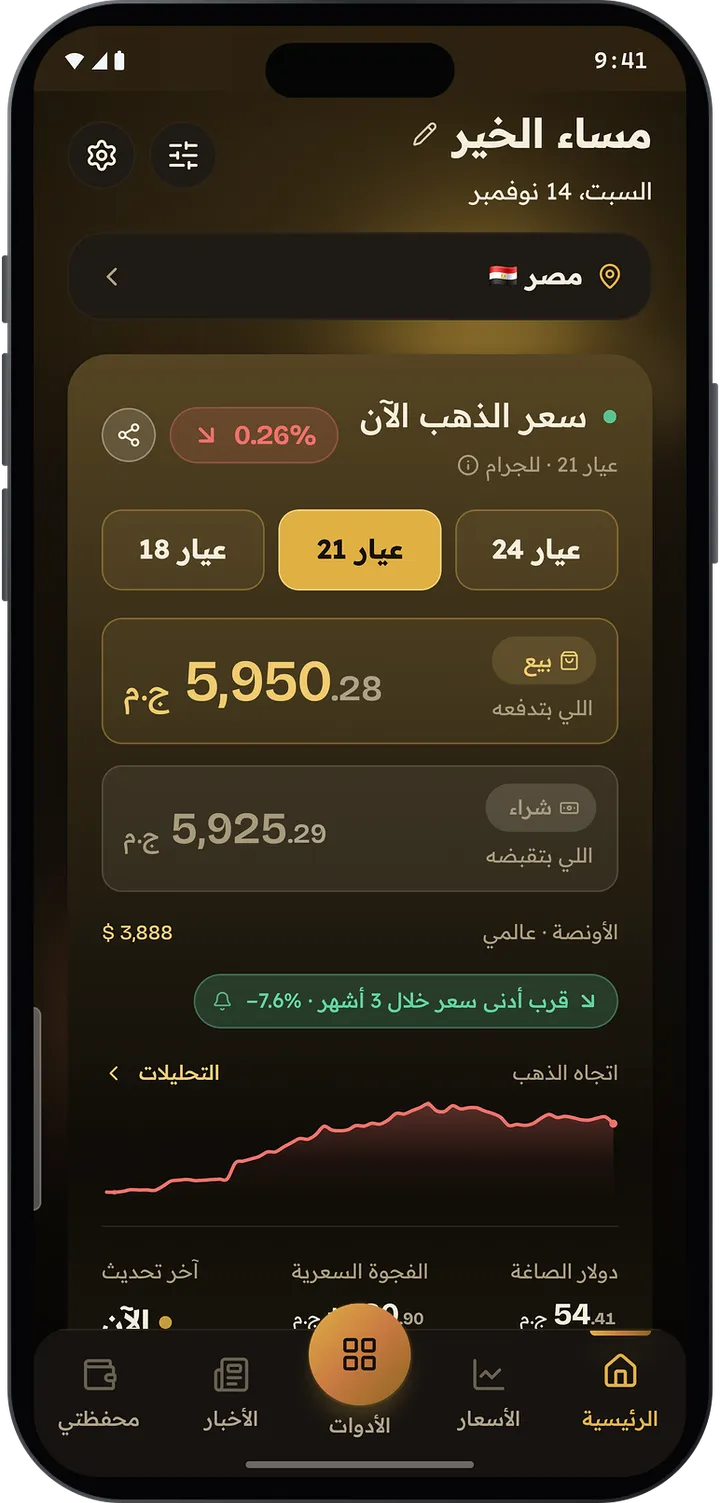 9:41
مساء الخير
السبت، 14 نوفمبر
مصر
سعر الذهب الآن
0.26%
عيار 21 · للجرام
عيار 24
عيار 21
عيار 18
بيع
5,950.28 ج.م
اللي بتدفعه
شراء
5,925.29 ج.م
اللي بتقبضه
الأونصة · عالمي
$ 3,888
قرب أدنى سعر خلال 3 أشهر · −7.6%
اتجاه الذهب
التحليلات
دولار الصاغة
الفجوة السعرية
آخر تحديث
54.41 ج.م
.90 ج.م
الآن
الرئيسية
الأسعار
الأدوات
الأخبار
محفظتي